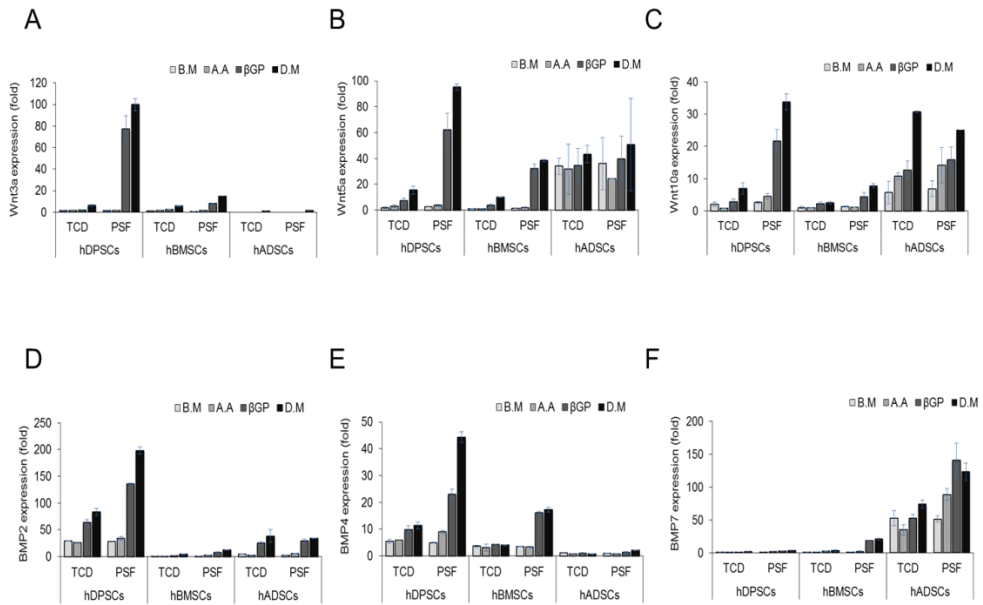 A
B.M A.A βGP D.M
Wnt3a expression (fold)
120
100
80
60
40
20
0
TCD PSF TCD PSF TCD PSF
hDPSCs hBMSCs hADSCs
B
B.M A.A βGP D.M
Wnt5a expression (fold)
100
80
60
40
20
0
TCD PSF TCD PSF TCD PSF
hDPSCs hBMSCs hADSCs
C
B.M A.A βGP D.M
Wnt10a expression (fold)
40
30
20
10
0
TCD PSF TCD PSF TCD PSF
hDPSCs hBMSCs hADSCs
D
B.M A.A βGP D.M
BMP2 expression (fold)
250
200
150
100
50
0
TCD PSF TCD PSF TCD PSF
hDPSCs hBMSCs hADSCs
E
B.M A.A βGP D.M
BMP4 expression (fold)
50
40
30
20
10
0
TCD PSF TCD PSF TCD PSF
hDPSCs hBMSCs hADSCs
F
B.M A.A βGP D.M
BMP7 expression (fold)
200
150
100
50
0
TCD PSF TCD PSF TCD PSF
hDPSCs hBMSCs hADSCs